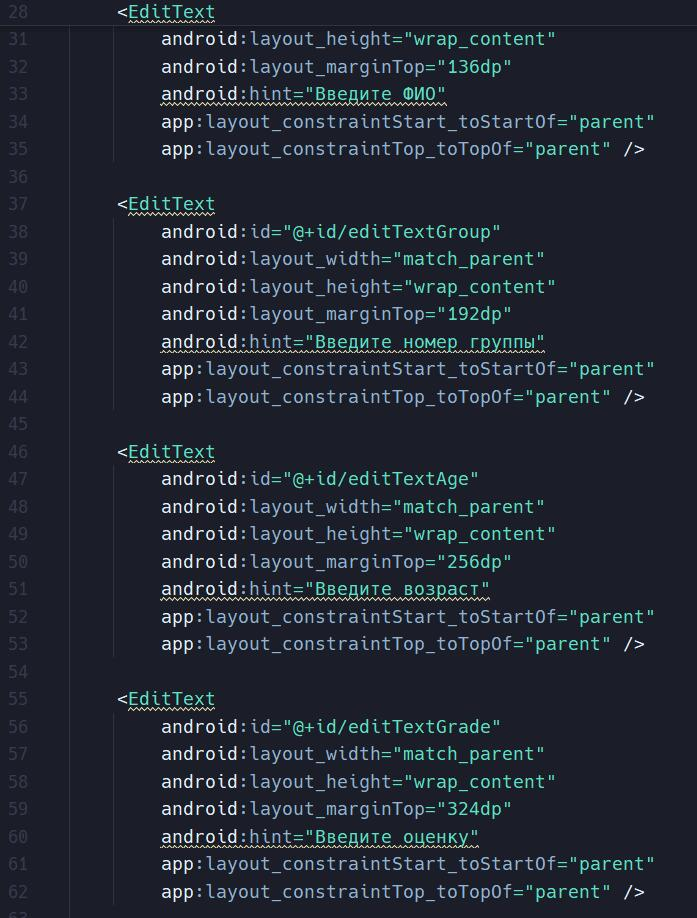 28 <EditText
31 android:layout_height="wrap_content"
32 android:layout_marginTop="136dp"
33 android:hint="Введите ФИО"
34 app:layout_constraintStart_toStartOf="parent"
35 app:layout_constraintTop_toTopOf="parent" />
36
37 <EditText
38 android:id="@+id/editTextGroup"
39 android:layout_width="match_parent"
40 android:layout_height="wrap_content"
41 android:layout_marginTop="192dp"
42 android:hint="Введите номер группы"
43 app:layout_constraintStart_toStartOf="parent"
44 app:layout_constraintTop_toTopOf="parent" />
45
46 <EditText
47 android:id="@+id/editTextAge"
48 android:layout_width="match_parent"
49 android:layout_height="wrap_content"
50 android:layout_marginTop="256dp"
51 android:hint="Введите возраст"
52 app:layout_constraintStart_toStartOf="parent"
53 app:layout_constraintTop_toTopOf="parent" />
54
55 <EditText
56 android:id="@+id/editTextGrade"
57 android:layout_width="match_parent"
58 android:layout_height="wrap_content"
59 android:layout_marginTop="324dp"
60 android:hint="Введите оценку"
61 app:layout_constraintStart_toStartOf="parent"
62 app:layout_constraintTop_toTopOf="parent" />
63